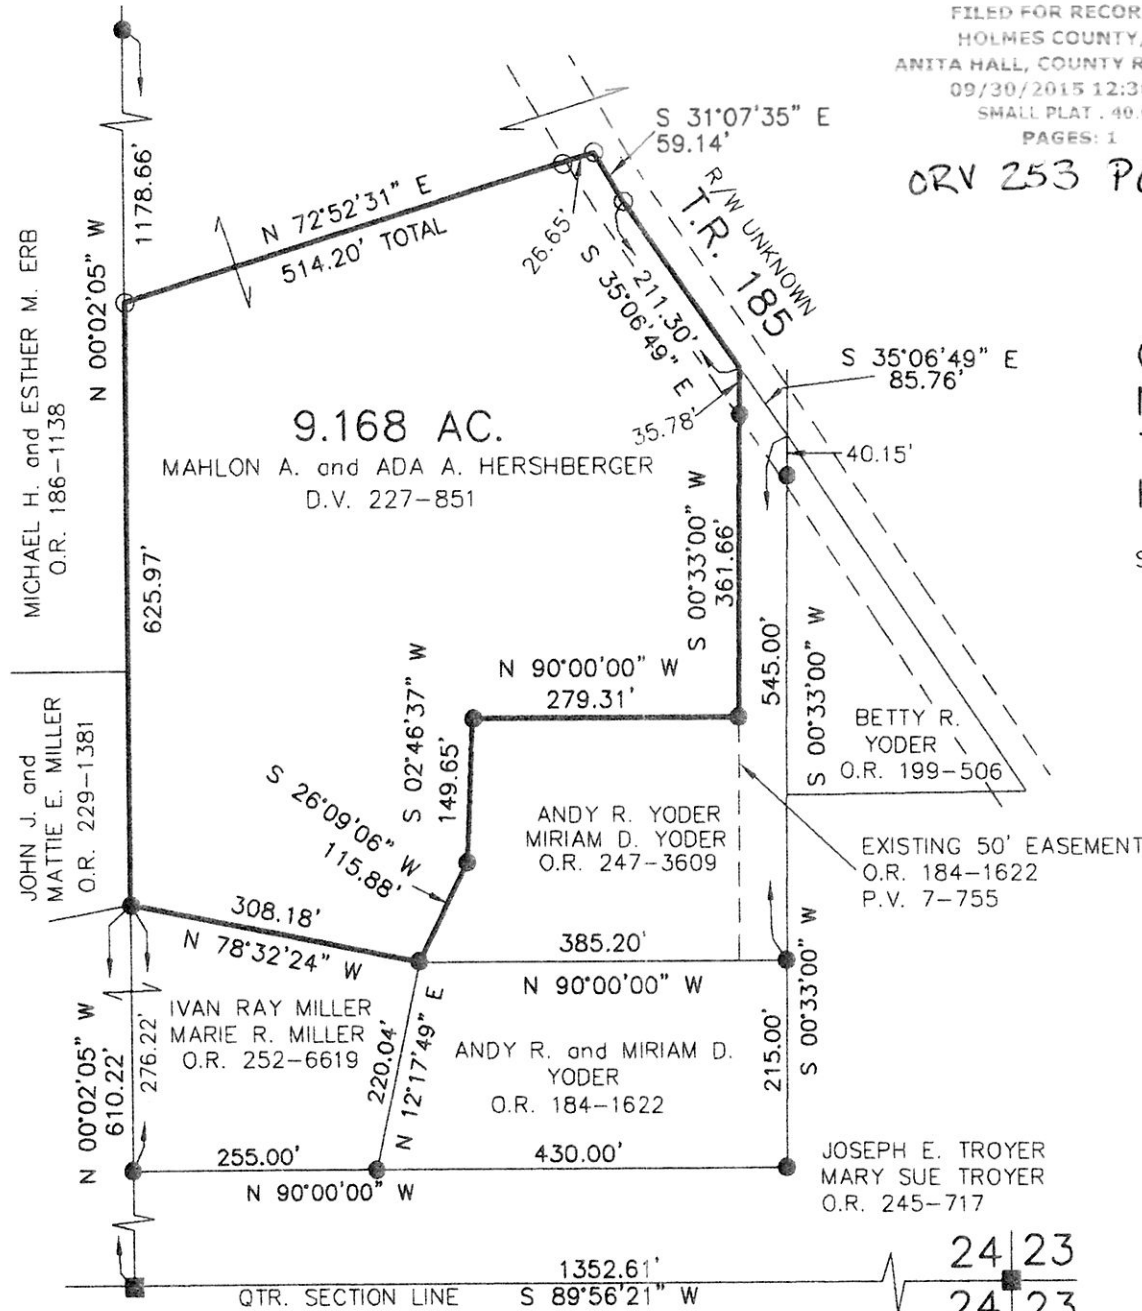 FILED FOR RECOR
HOLMES COUNTY,
ANITA HALL, COUNTY R
09/30/2015 12:3
SMALL PLAT . 40.
PAGES: 1
ORV 253
S 31°07'35" E
59.14'
R/W UNKNOWN
T.R. 185
1178.66'
N 00°02'05" W
N 72°52'31" E
514.20' TOTAL
26.65'
211.30'
S 35°06'49" E
S 35°06'49" E
85.76'
35.78'
40.15'
MICHAEL H. and ESTHER M. ERB
O.R. 186-1138
9.168 AC.
MAHLON A. and ADA A. HERSHBERGER
D.V. 227-851
625.97'
S 00°33'00" W
361.66'
N 90°00'00" W
279.31'
545.00'
S 00°33'00" W
S 02°46'37" W
149.65'
S 26°09'06" W
115.88'
JOHN J. and
MATTIE E. MILLER
O.R. 229-1381
BETTY R.
YODER
O.R. 199-506
ANDY R. YODER
MIRIAM D. YODER
O.R. 247-3609
EXISTING 50' EASEMENT
O.R. 184-1622
P.V. 7-755
308.18'
N 78°32'24" W
385.20'
N 90°00'00" W
IVAN RAY MILLER
MARIE R. MILLER
O.R. 252-6619
N 00°02'05" W
610.22'
276.22'
220.04'
N 12°17'49" E
ANDY R. and MIRIAM D.
YODER
O.R. 184-1622
215.00'
S 00°33'00" W
255.00'
430.00'
N 90°00'00" W
JOSEPH E. TROYER
MARY SUE TROYER
O.R. 245-717
1352.61'
QTR. SECTION LINE S 89°56'21" W
24 23
24 23